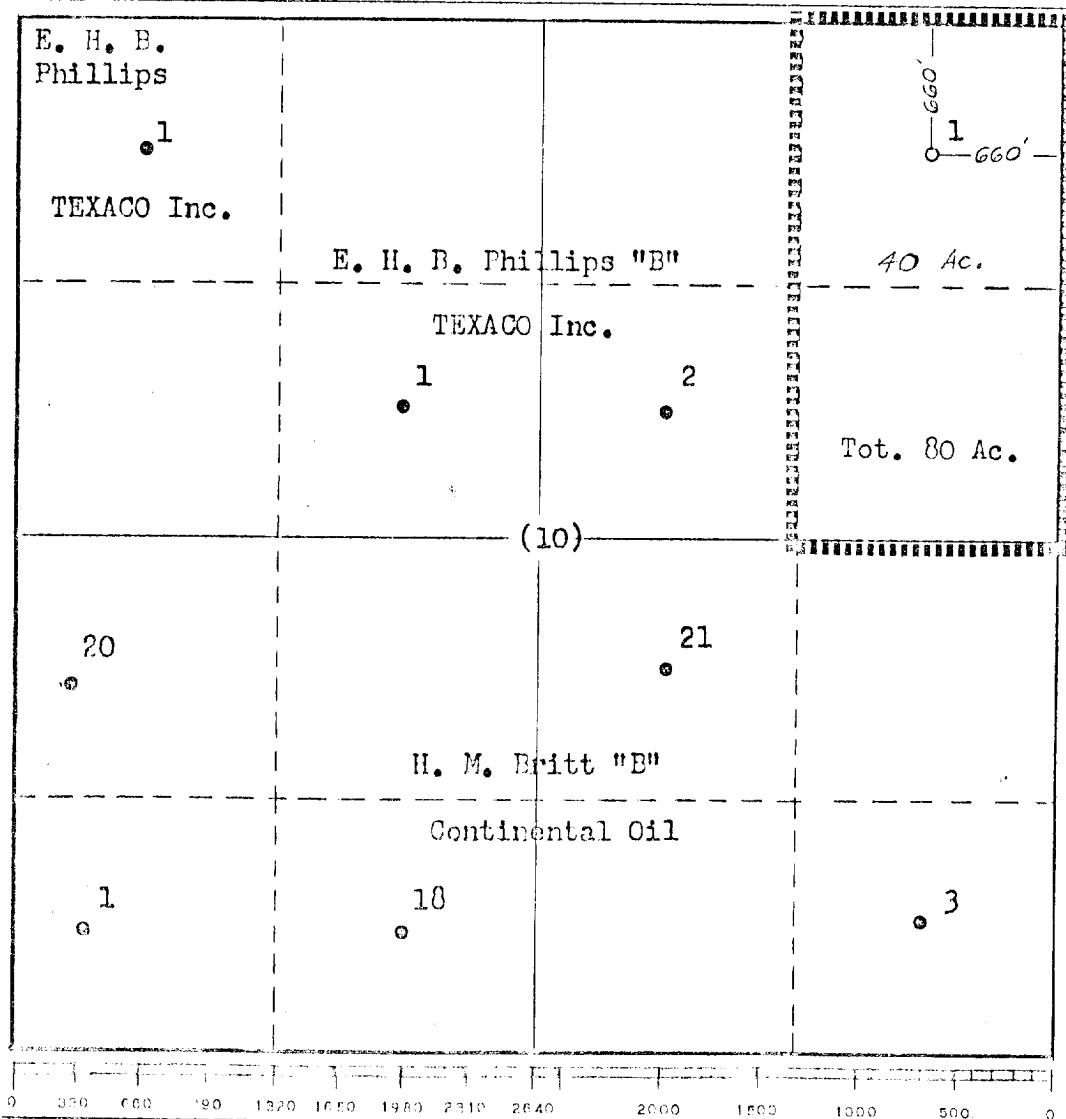 E. H. B.
Phillips
1
TEXACO Inc.
660'
1
660'
E. H. B. Phillips "B"
40 Ac.
TEXACO Inc.
1
2
Tot. 80 Ac.
(10)
20
21
H. M. Britt "B"
Continental Oil
1
18
3
0 330 660 990 1320 1650 1980 2310 2640 2000 1500 1000 500 0